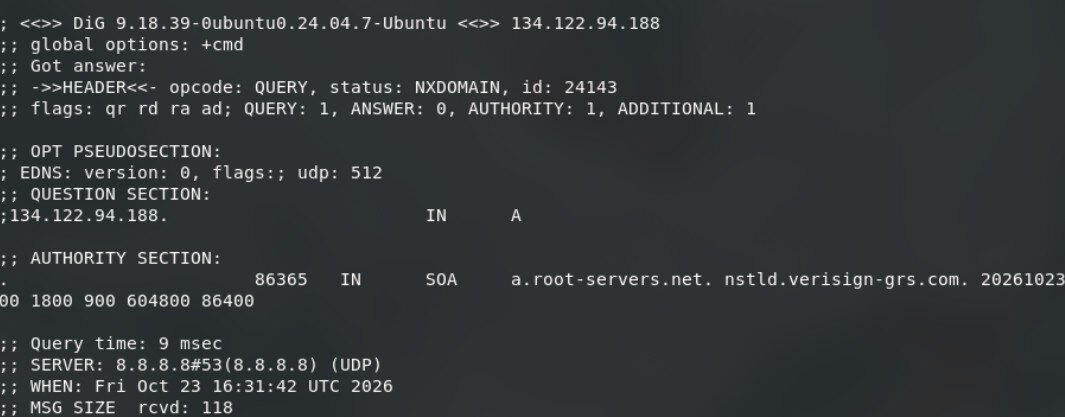 ; <<>> DiG 9.18.39-0ubuntu0.24.04.7-Ubuntu <<>> 134.122.94.188
;; global options: +cmd
;; Got answer:
;; ->>HEADER<<- opcode: QUERY, status: NXDOMAIN, id: 24143
;; flags: qr rd ra ad; QUERY: 1, ANSWER: 0, AUTHORITY: 1, ADDITIONAL: 1
;; OPT PSEUDOSECTION:
; EDNS: version: 0, flags:; udp: 512
;; QUESTION SECTION:
;134.122.94.188. IN A
;; AUTHORITY SECTION:
. 86365 IN SOA a.root-servers.net. nstld.verisign-grs.com. 20261023
00 1800 900 604800 86400
;; Query time: 9 msec
;; SERVER: 8.8.8.8#53(8.8.8.8) (UDP)
;; WHEN: Fri Oct 23 16:31:42 UTC 2026
;; MSG SIZE rcvd: 118